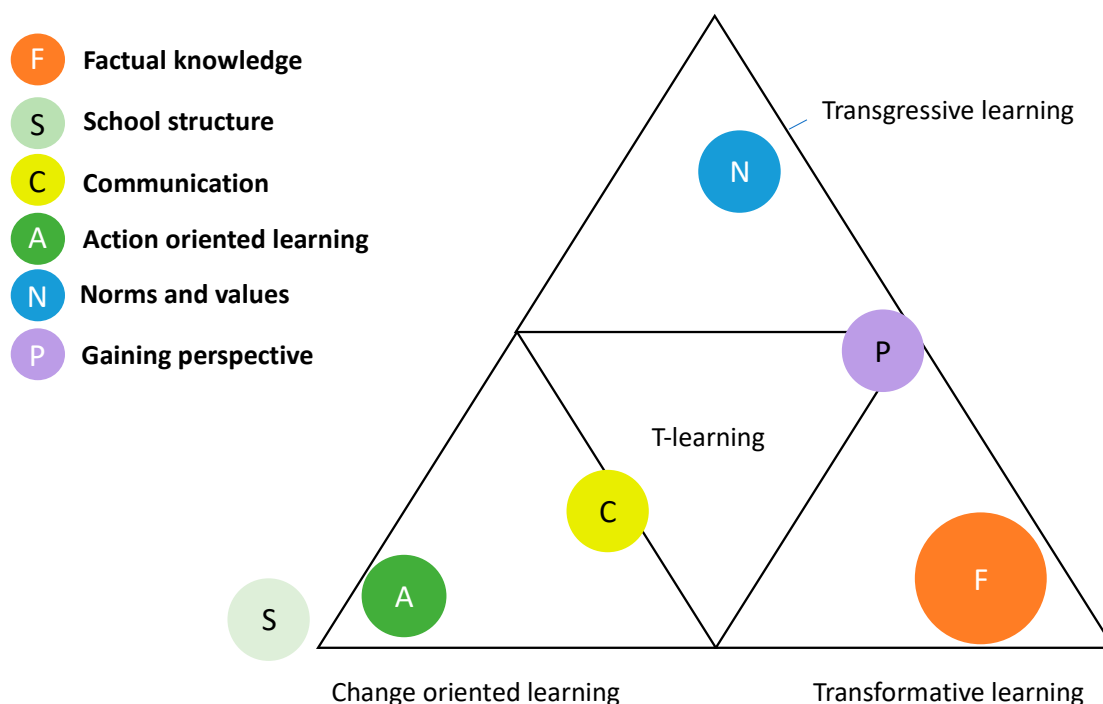 F Factual knowledge
S School structure
C Communication
A Action oriented learning
N Norms and values
P Gaining perspective
Transgressive learning
N
P
T-learning
C
F
A
S
Change oriented learning
Transformative learning